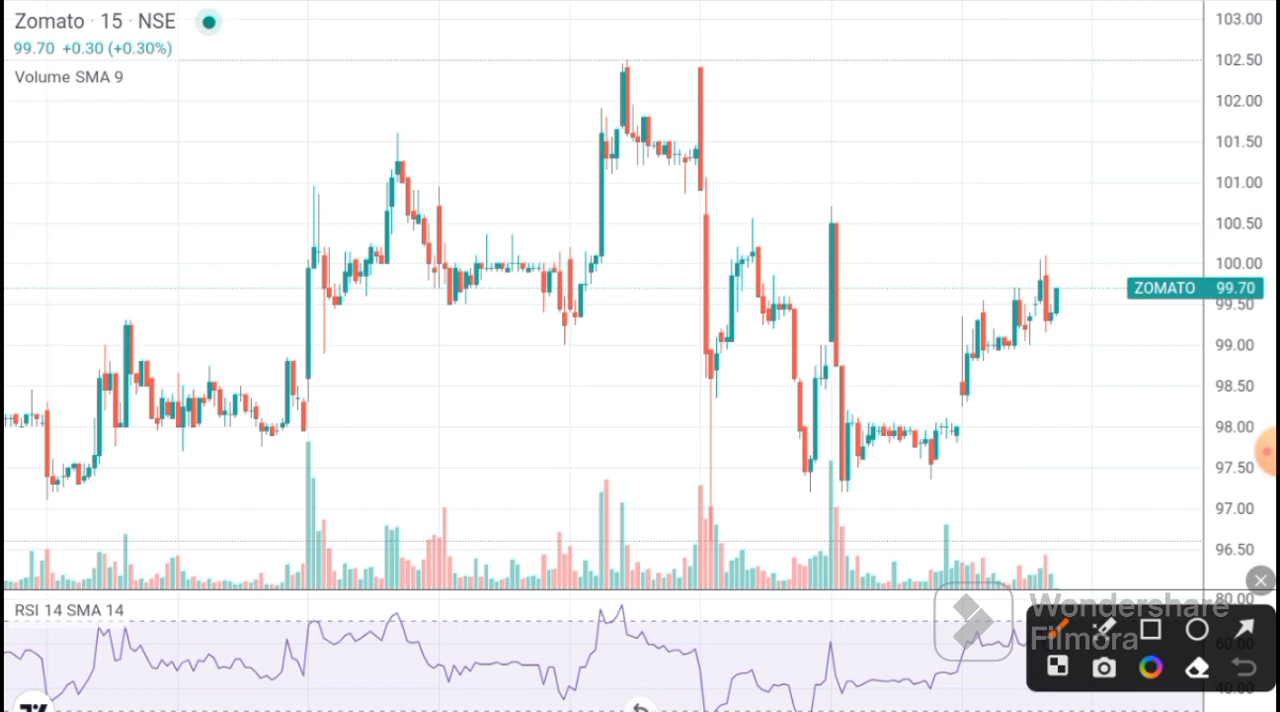 Zomato · 15 · NSE
99.70 +0.30 (+0.30%)
Volume SMA 9
103.00
102.50
102.00
101.50
101.00
100.50
100.00
ZOMATO 99.70
99.50
99.00
98.50
98.00
97.50
97.00
96.50
80.00
RSI 14 SMA 14
Wondershare
Filmora
60.00
40.00